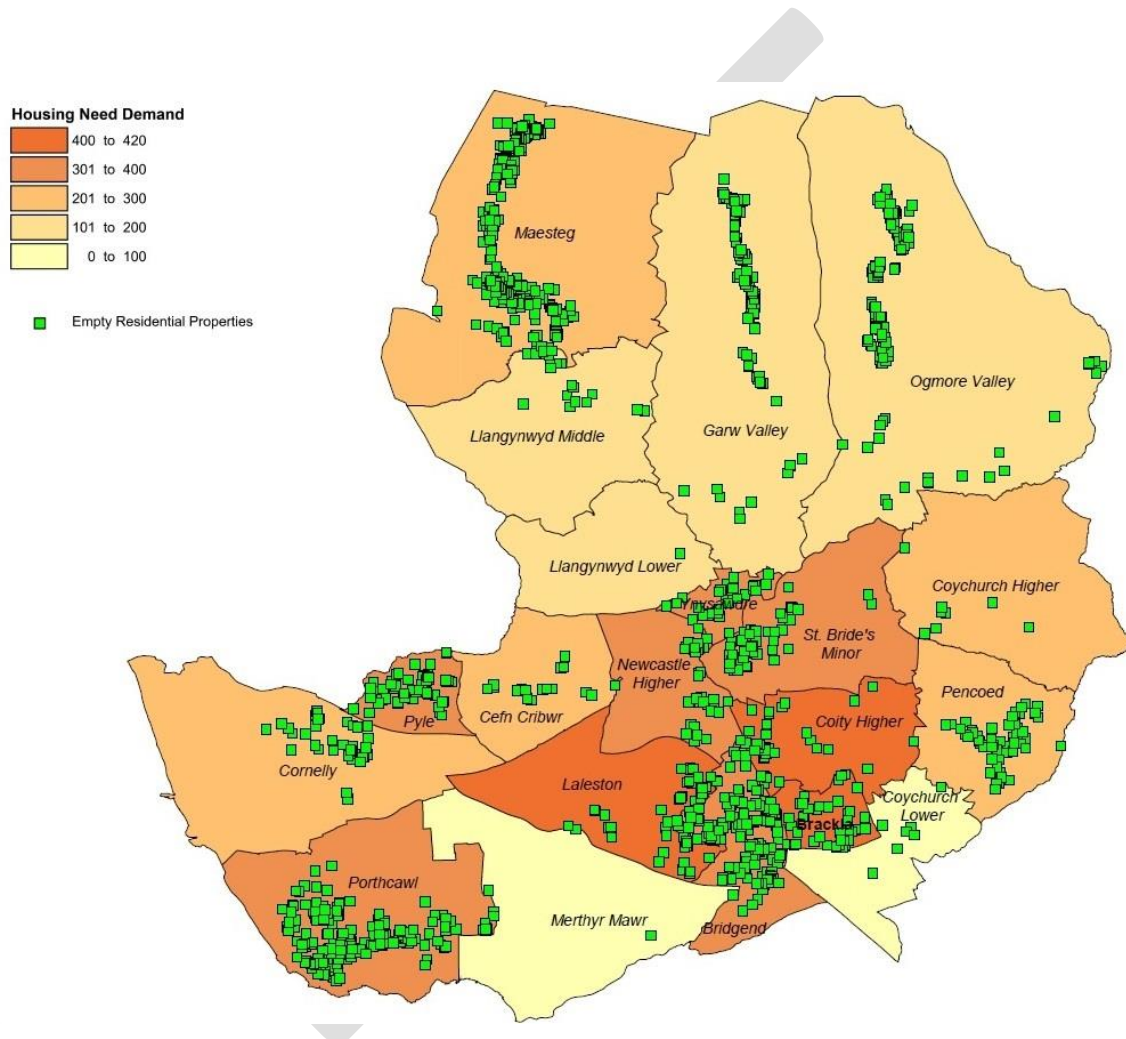 Housing Need Demand
400 to 420
301 to 400
201 to 300
101 to 200
0 to 100
Empty Residential Properties
Maesteg
Ogmore Valley
Garw Valley
Llangynwyd Middle
Llangynwyd Lower
Coychurch Higher
Ynysawdre
St. Bride's
Minor
Newcastle
Higher
Pencoed
Cefn Cribwr
Pyle
Coity Higher
Cornelly
Laleston
Coychurch
Lower
Brackla
Porthcawl
Merthyr Mawr
Bridgend